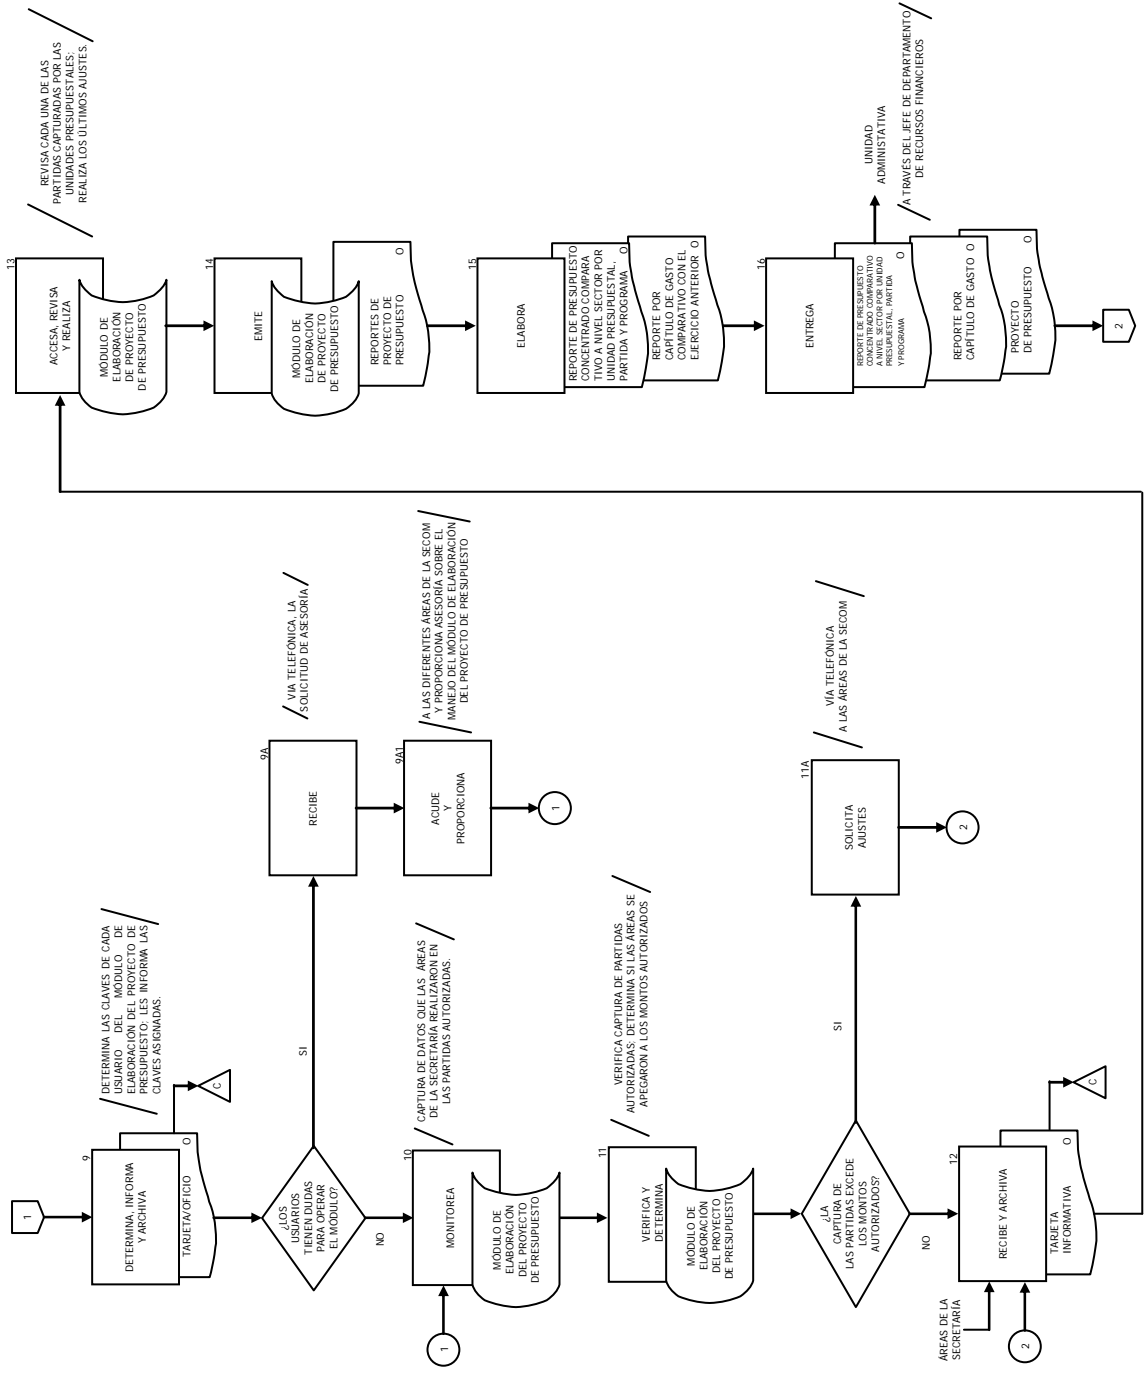 1
9
DETERMINA, INFORMA
Y ARCHIVA
TARJETA/OFICIO
O
DETERMINA LAS CLAVES DE CADA
USUARIO DEL MÓDULO DE
ELABORACIÓN DEL PROYECTO DE
PRESUPUESTO; LES INFORMA LAS
CLAVES ASIGNADAS.
C
¿LOS
USUARIOS
TIENEN DUDAS
PARA OPERAR
EL MÓDULO?
SI
NO
9A
RECIBE
VIA TELEFÓNICA, LA
SOLICITUD DE ASESORÍA
9A1
ACUDE
Y
PROPORCIONA
A LAS DIFERENTES ÁREAS DE LA SECOM
Y PROPORCIONA ASESORÍA SOBRE EL
MANEJO DEL MÓDULO DE ELABORACIÓN
DEL PROYECTO DE PRESUPUESTO
1
1
10
MONITOREA
MÓDULO DE
ELABORACIÓN
DEL PROYECTO
DE PRESUPUESTO
CAPTURA DE DATOS QUE LAS ÁREAS
DE LA SECRETARÍA REALIZARON EN
LAS PARTIDAS AUTORIZADAS.
11
VERIFICA Y
DETERMINA
MÓDULO DE
ELABORACIÓN
DEL PROYECTO
DE PRESUPUESTO
VERIFICA CAPTURA DE PARTIDAS
AUTORIZADAS; DETERMINA SI LAS ÁREAS SE
APEGARON A LOS MONTOS AUTORIZADOS
¿LA
CAPTURA DE
LAS PARTIDAS EXCEDE
LOS MONTOS
AUTORIZADOS?
SI
NO
11A
SOLICITA
AJUSTES
VÍA TELEFÓNICA
A LAS ÁREAS DE LA SECOM
2
ÁREAS DE LA
SECRETARÍA
2
12
RECIBE Y ARCHIVA
TARJETA
INFORMATIVA
O
C
13
ACCESA, REVISA
Y REALIZA
MÓDULO DE
ELABORACIÓN
DE PROYECTO
DE PRESUPUESTO
REVISA CADA UNA DE LAS
PARTIDAS CAPTURADAS POR LAS
UNIDADES PRESUPUESTALES;
REALIZA LOS ÚLTIMOS AJUSTES.
14
EMITE
MÓDULO DE
ELABORACIÓN
DE PROYECTO
DE PRESUPUESTO
REPORTES DE
PROYECTO DE
PRESUPUESTO
O
15
ELABORA
REPORTE DE PRESUPUESTO
CONCENTRADO COMPARA
TIVO A NIVEL SECTOR POR
UNIDAD PRESUPUESTAL,
PARTIDA Y PROGRAMA O
REPORTE POR
CAPÍTULO DE GASTO
COMPARATIVO CON EL
EJERCICIO ANTERIOR O
16
ENTREGA
REPORTE DE PRESUPUESTO
CONCENTRADO COMPARATIVO
A NIVEL SECTOR POR UNIDAD
PRESUPUESTAL, PARTIDA
Y PROGRAMA
O
REPORTE POR
CAPÍTULO DE GASTO O
PROYECTO
DE PRESUPUESTO
O
UNIDAD
ADMINISTRATIVA
A TRAVÉS DEL JEFE DE DEPARTAMENTO
DE RECURSOS FINANCIEROS
2